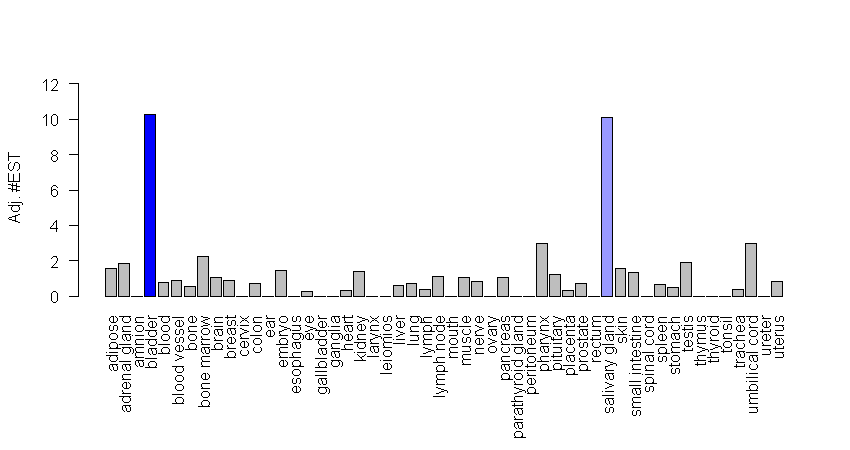 12
10
8
6
4
2
0
Adj. #EST
adipose
adrenal gland
amnion
bladder
blood
blood vessel
bone
bone marrow
brain
breast
cervix
colon
ear
embryo
esophagus
eye
gallbladder
ganglia
heart
kidney
larynx
leiomios
liver
lung
lymph
lymph node
mouth
muscle
nerve
ovary
pancreas
parathyroid gland
peritoneum
pharynx
pituitary
placenta
prostate
rectum
salivary gland
skin
small intestine
spinal cord
spleen
stomach
testis
thymus
thyroid
tonsil
trachea
umbilical cord
ureter
uterus